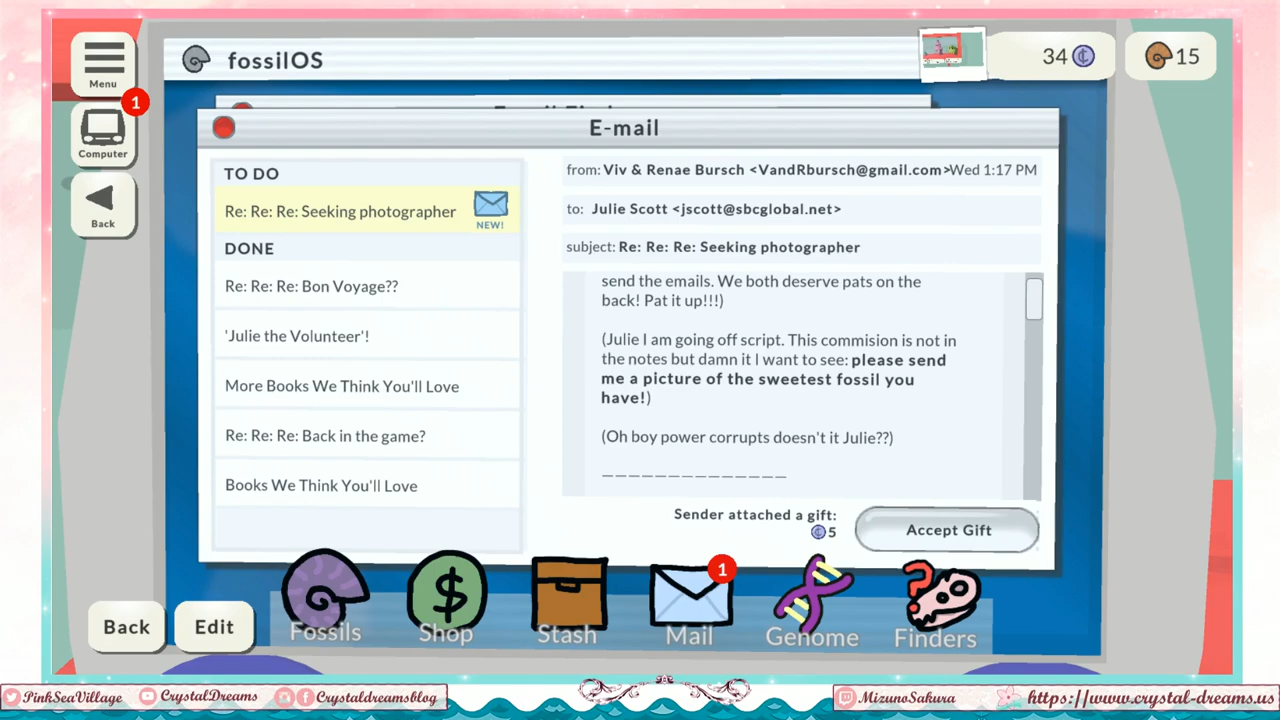 fossilOS
34
15
Menu
1
Computer
Back
E-mail
TO DO
Re: Re: Re: Seeking photographer
NEW!
DONE
Re: Re: Re: Bon Voyage??
'Julie the Volunteer'!
More Books We Think You'll Love
Re: Re: Re: Back in the game?
Books We Think You'll Love
from: Viv & Renae Bursch <VandRbursch@gmail.com>Wed 1:17 PM
to: Julie Scott <jscott@sbcglobal.net>
subject: Re: Re: Re: Seeking photographer
send the emails. We both deserve pats on the
back! Pat it up!!!)
(Julie I am going off script. This commision is not in
the notes but damn it I want to see: please send
me a picture of the sweetest fossil you
have!)
(Oh boy power corrupts doesn't it Julie??)
_ _ _ _ _ _ _ _ _ _ _ _ _ _
Sender attached a gift:
5
Accept Gift
Back
Edit
Fossils
$
Shop
Stash
1
Mail
Genome
?
Finders
PinkSeaVillage
CrystalDreams
Crystaldreamsblog
MizunoSakura
https://www.crystal-dreams.us